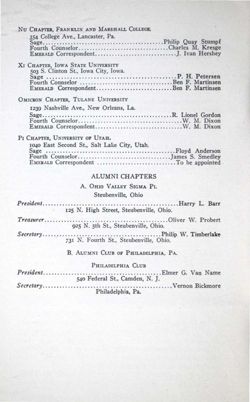 Nu Chapter, Franklin and Marshall College.
354 College Ave., Lancaster, Pa.
Sage..............................Philip Quay Stumpf
Fourth Counselor..............................Charles M. Kresge
Emerald Correspondent..............................J. Ivan Hershey
Xi Chapter, Iowa State University
503 S. Clinton St., Iowa City, Iowa.
Sage..............................P. H. Petersen
Fourth Counselor..............................Ben F. Martinsen
Emerald Correspondent..............................Ben F. Martinsen
Omicron Chapter, Tulane University
1239 Nashville Ave., New Orleans, La.
Sage..............................R. Lionel Gordon
Fourth Counselor..............................W. M. Dixon
Emerald Correspondent..............................W. M. Dixon
Pi Chapter, University of Utah.
1040 East Second St., Salt Lake City, Utah.
Sage..............................Floyd Anderson
Fourth Counselor..............................James S. Smedley
Emerald Correspondent..............................To be appointed
ALUMNI CHAPTERS
A. Ohio Valley Sigma Pi.
Steubenville, Ohio
President..............................Harry L. Barr
125 N. High Street, Steubenville, Ohio.
Treasurer..............................Oliver W. Probert
925 N. 5th St., Steubenville, Ohio.
Secretary..............................Philip W. Timberlake
731 N. Fourth St., Steubenville, Ohio.
B. Alumni Club of Philadelphia, Pa.
Philadelphia Club
President..............................Elmer G. Van Name
540 Federal St., Camden, N. J.
Secretary..............................Vernon Bickmore
Philadelphia, Pa.